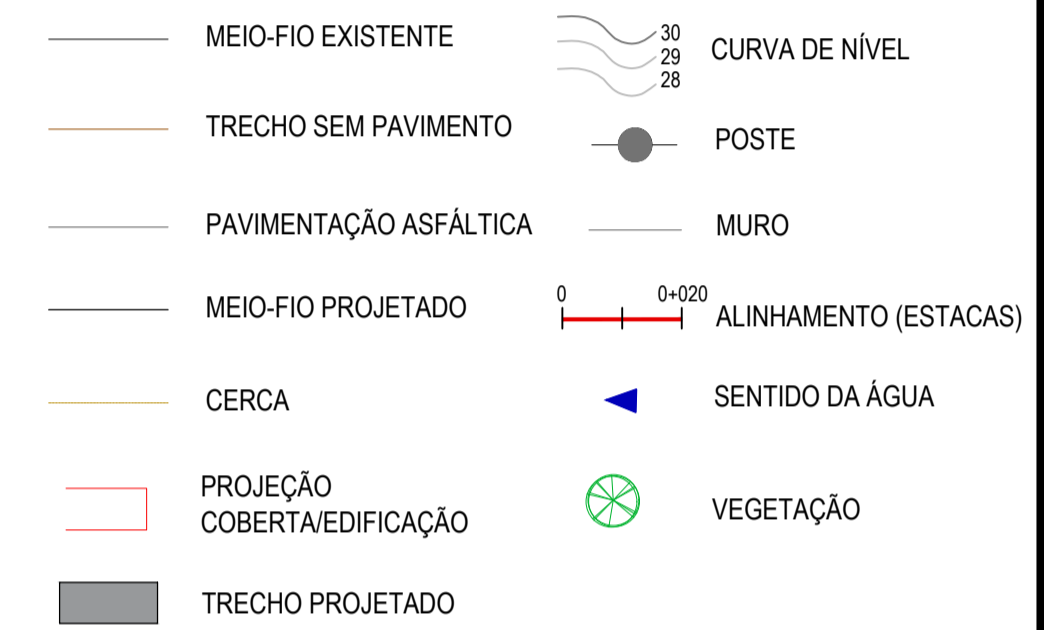 MEIO-FIO EXISTENTE
TRECHO SEM PAVIMENTO
PAVIMENTAÇÃO ASFÁLTICA
MEIO-FIO PROJETADO
CERCA
PROJEÇÃO
COBERTA/EDIFICAÇÃO
TRECHO PROJETADO
30
29
28
CURVA DE NÍVEL
POSTE
MURO
0 0+020
ALINHAMENTO (ESTACAS)
SENTIDO DA ÁGUA
VEGETAÇÃO